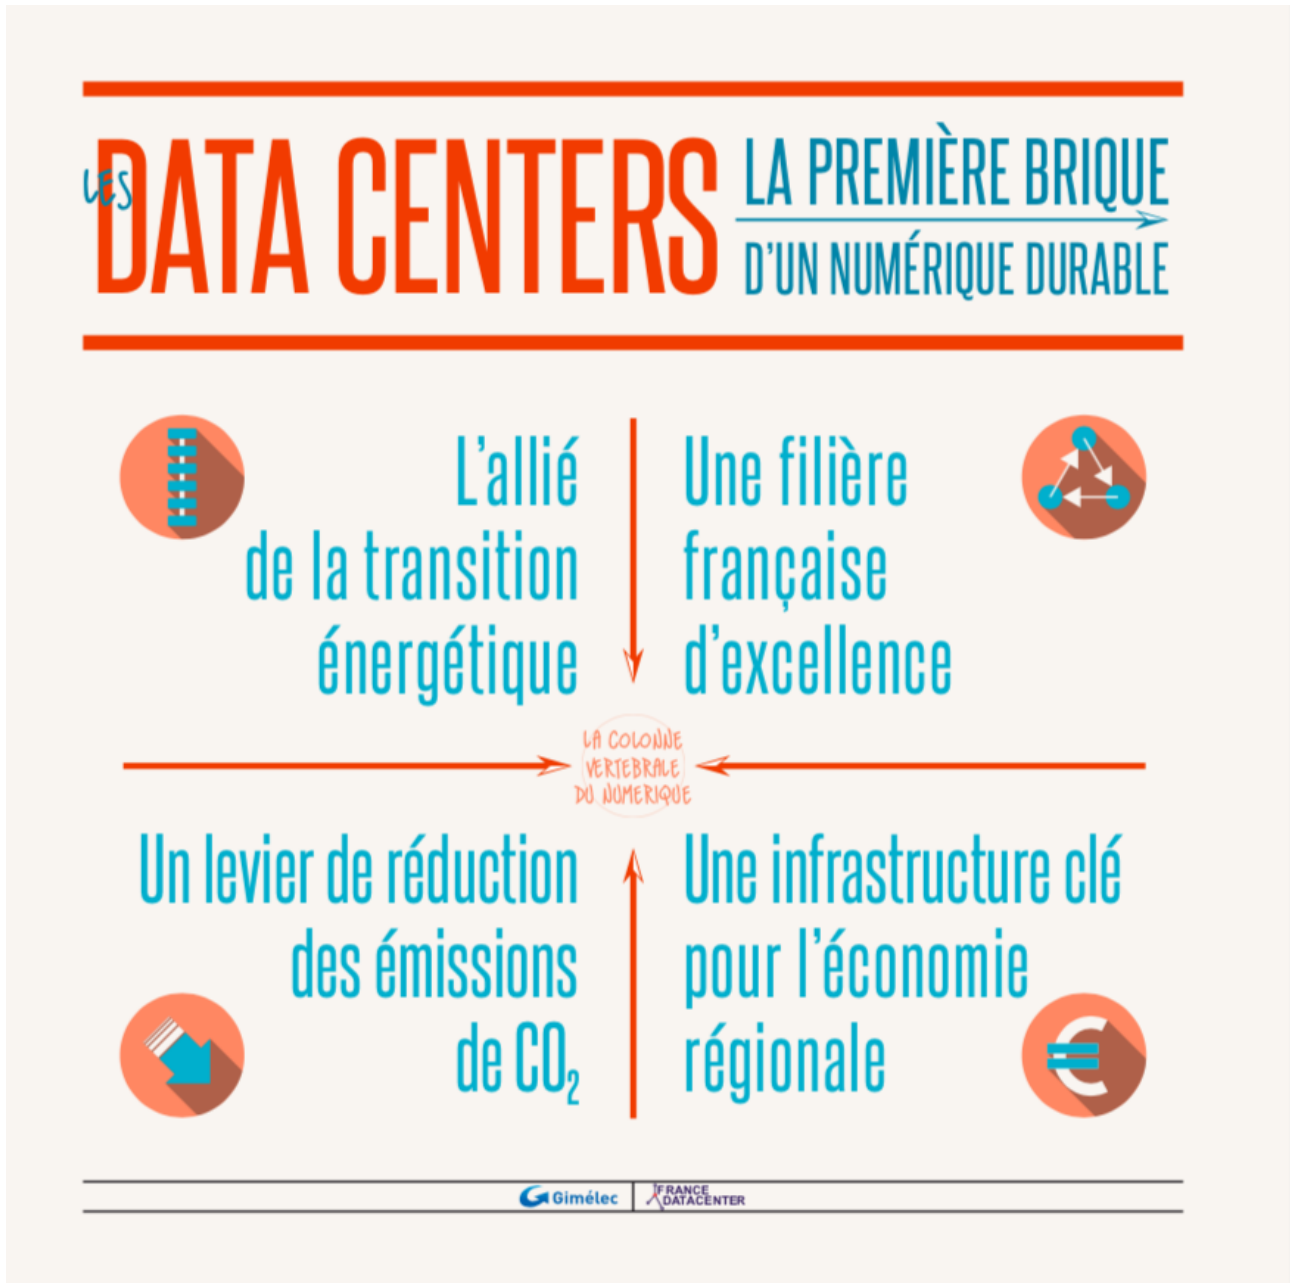 LES DATA CENTERS
LA PREMIÈRE BRIQUE
D'UN NUMÉRIQUE DURABLE
L'allié
de la transition
énergétique
Une filière
française
d'excellence
LA COLONNE
VERTEBRALE
DU NUMERIQUE
Un levier de réduction
des émissions
de CO₂
Une infrastructure clé
pour l'économie
régionale
Gimélec
FRANCE
DATACENTER